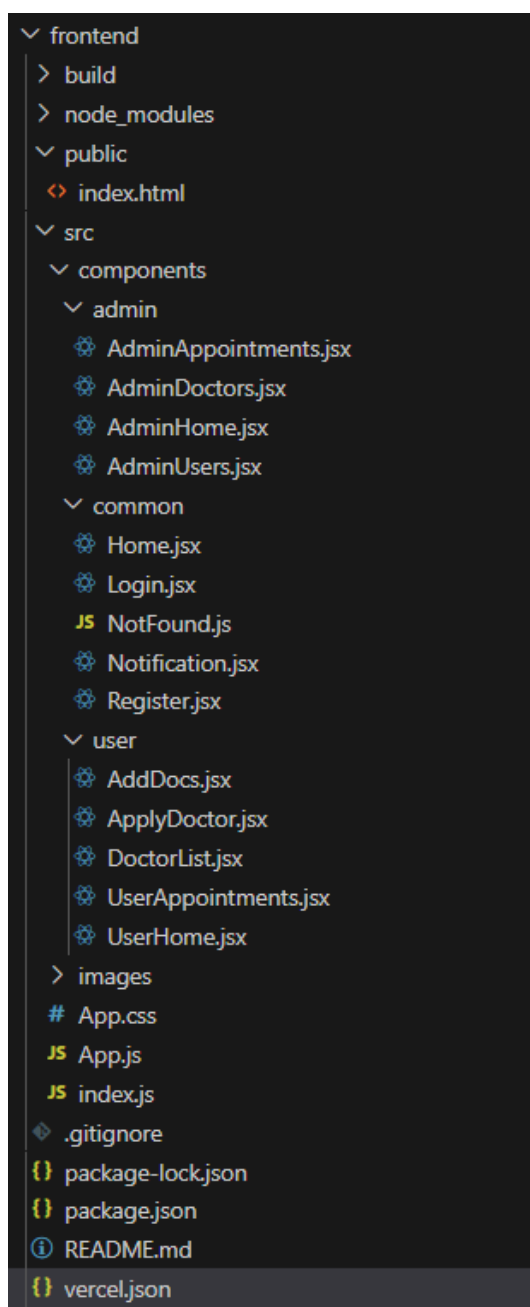 frontend
build
node_modules
public
<> index.html
src
components
admin
AdminAppointments.jsx
AdminDoctors.jsx
AdminHome.jsx
AdminUsers.jsx
common
Home.jsx
Login.jsx
JS NotFound.js
Notification.jsx
Register.jsx
user
AddDocs.jsx
ApplyDoctor.jsx
DoctorList.jsx
UserAppointments.jsx
UserHome.jsx
images
# App.css
JS App.js
JS index.js
.gitignore
{} package-lock.json
{} package.json
README.md
{} vercel.json